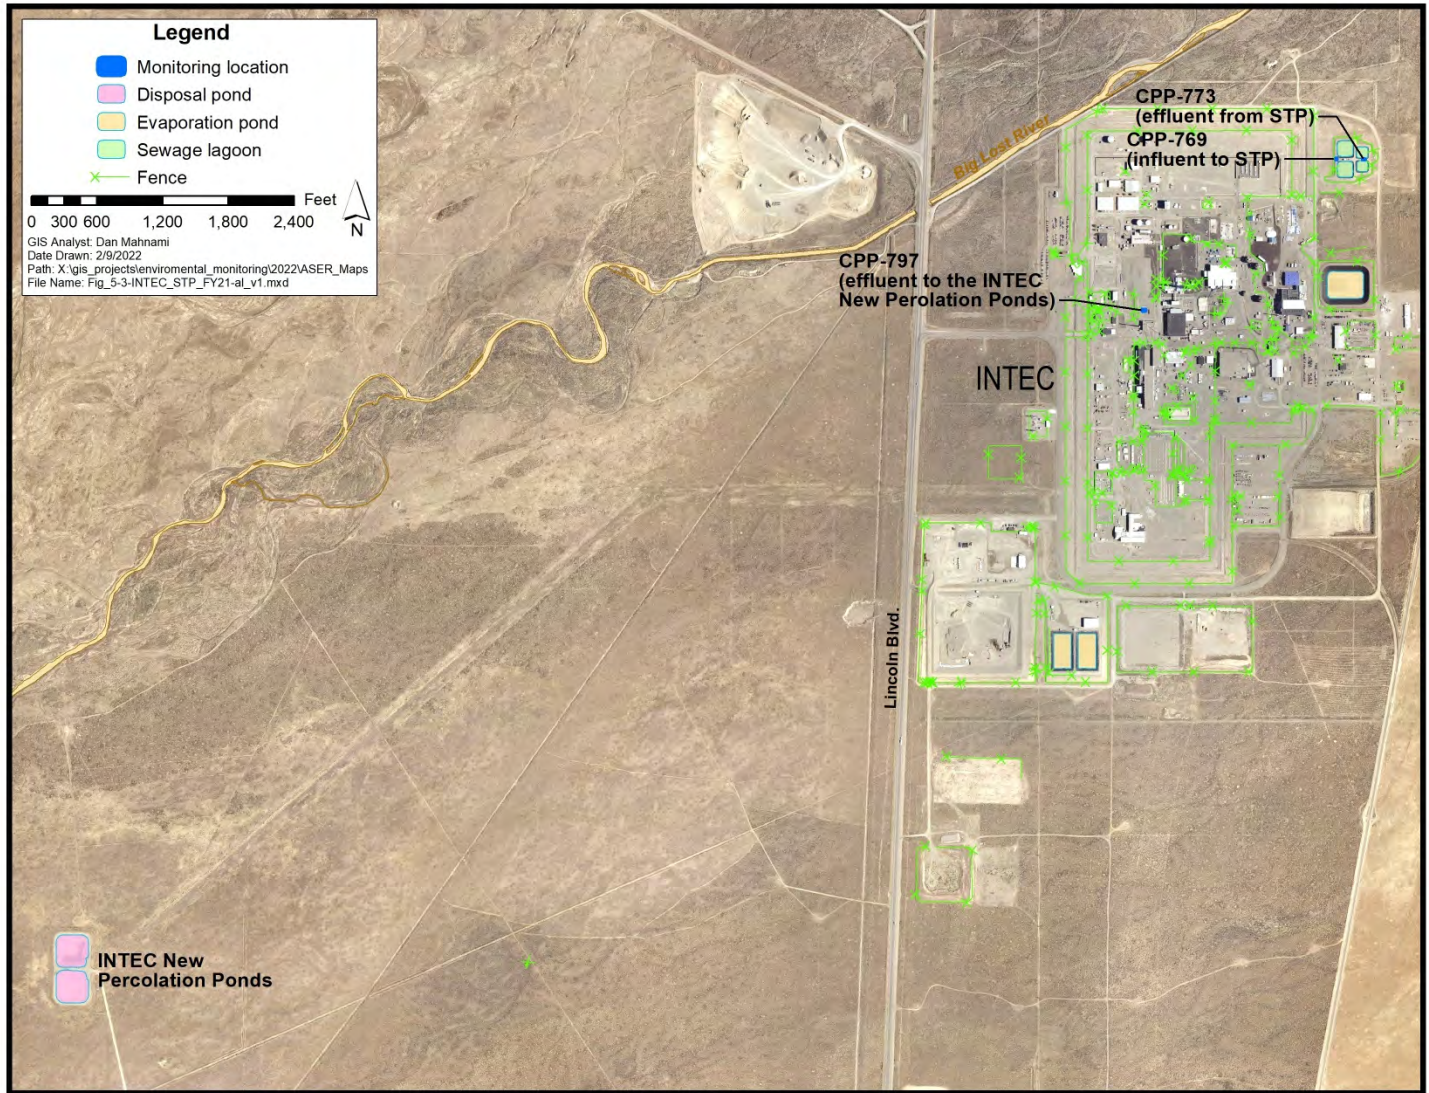 Legend
Monitoring location
Disposal pond
Evaporation pond
Sewage lagoon
Fence
Feet
0 300 600 1,200 1,800 2,400
N
GIS Analyst: Dan Mahnami
Date Drawn: 2/9/2022
Path: X:\gis_projects\enviromental_monitoring\2022\ASER_Maps
File Name: Fig_5-3-INTEC_STP_FY21-al_v1.mxd
CPP-773
(effluent from STP)
CPP-769
(influent to STP)
Big Lost River
CPP-797
(effluent to the INTEC
New Perolation Ponds)
INTEC
Lincoln Blvd.
INTEC New
Percolation Ponds